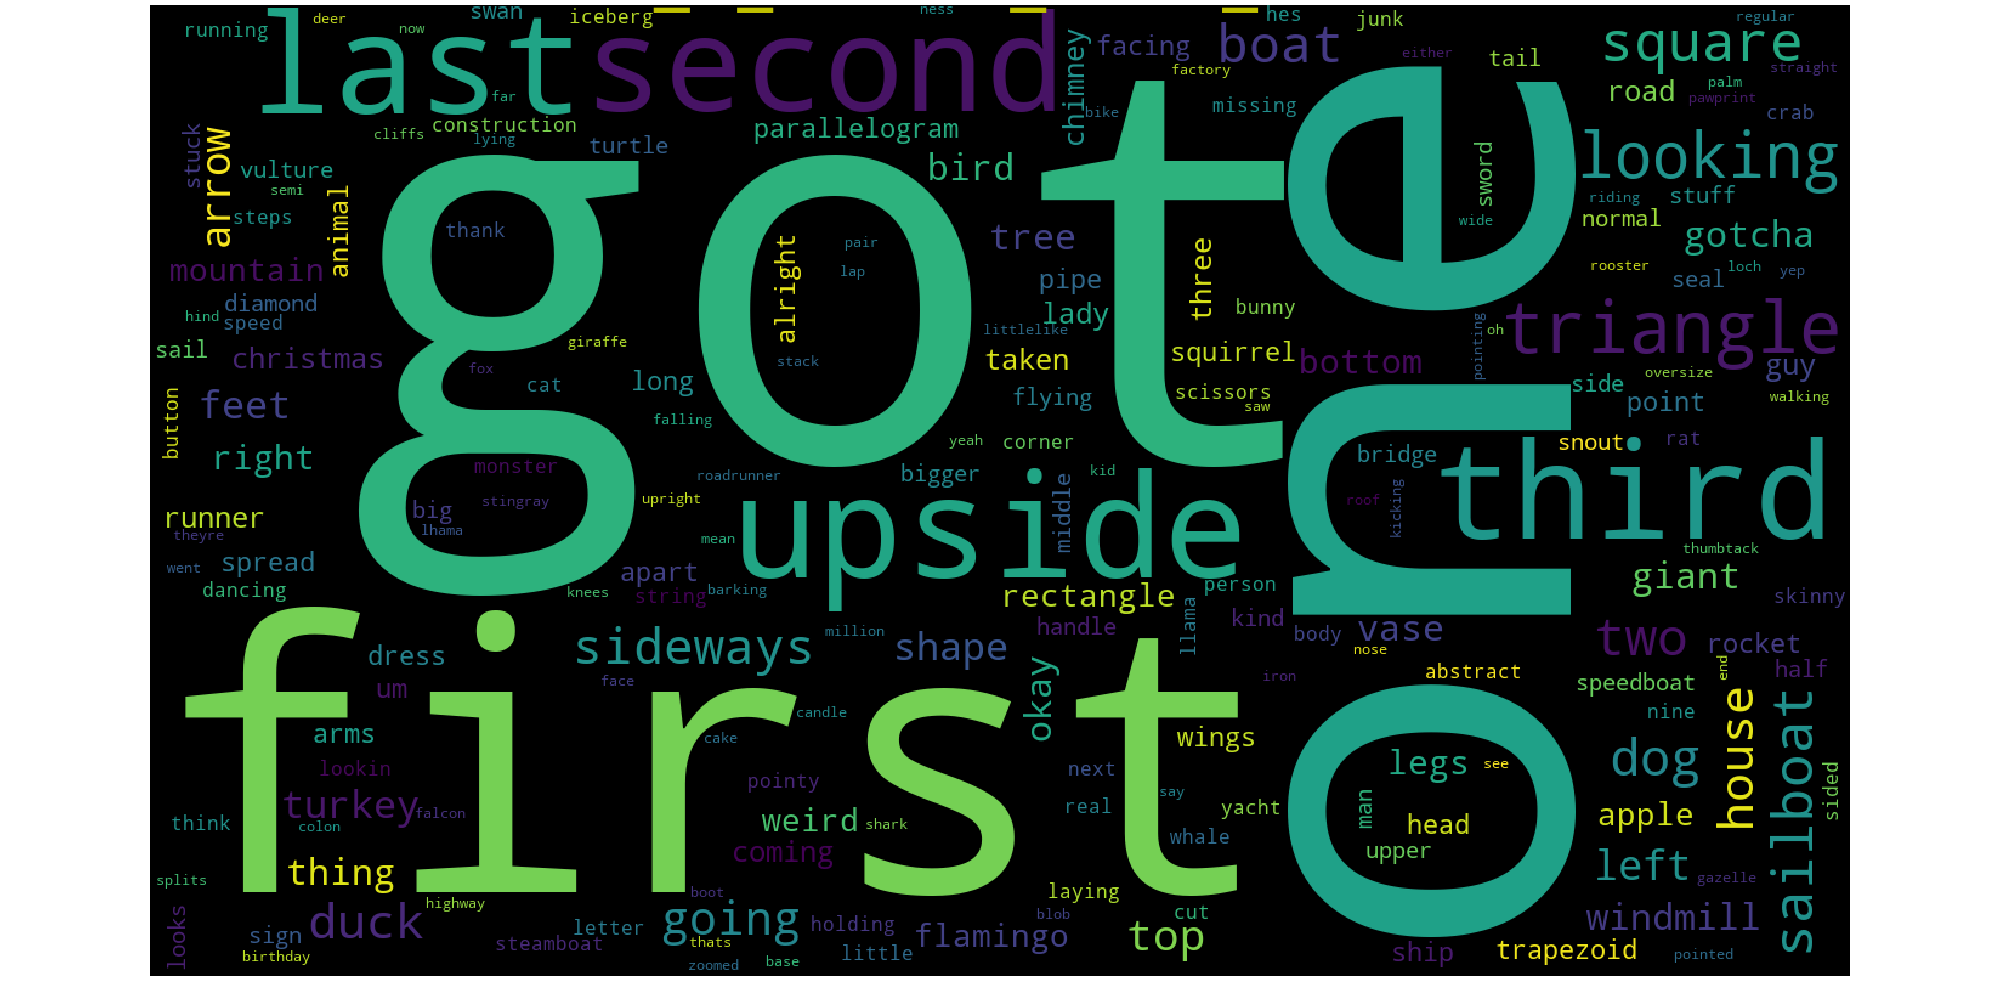 running
deer
now
swan
iceberg
ness
hes
junk
regular
last
second
facing
boat
either
tail
square
straight
far
chimney
factory
road
palm
pawprint
cliffs
construction
lying
parallelogram
bike
missing
crab
stuck
arrow
vulture
semi
turtle
bird
got
one
sword
looking
riding
stuff
steps
animal
thank
alright
pair
lap
tree
three
wide
normal
gotcha
mountain
pipe
rooster
loch
yep
seal
diamond
hind
speed
lady
bunny
littlelike
pointing
oh
triangle
sail
christmas
giraffe
fox
stack
taken
squirrel
bottom
side
oversize
guy
button
feet
cat
long
falling
flying
scissors
saw
point
walking
right
yeah
corner
snout
rat
monster
roadrunner
bigger
kid
bridge
third
runner
theyre
big
stingray
lhama
upright
upside
middle
roof
kicking
went
spread
mean
thumbtack
dancing
knees
apart
string
barking
person
giant
rectangle
skinny
first
dress
um
sideways
million
shape
handle
llama
kind
body
vase
nose
two
rocket
face
iron
abstract
speedboat
end
half
arms
lookin
candle
cake
okay
wings
nine
house
sailboat
turkey
falcon
colon
think
pointy
next
real
say
legs
see
dog
sided
weird
shark
yacht
man
head
apple
coming
whale
upper
splits
thing
highway
boot
laying
left
gazelle
looks
duck
letter
going
holding
blob
cut
windmill
sign
birthday
steamboat
thats
zoomed
base
little
flamingo
top
ship
trapezoid
pointed